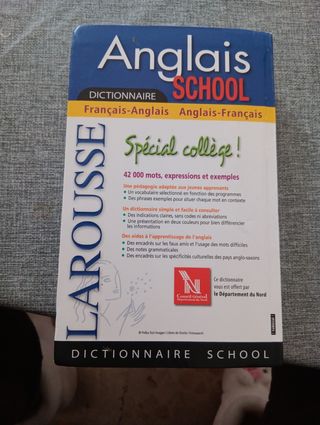 Anglais
SCHOOL
DICTIONNAIRE
Français-Anglais Anglais-Français
LAROUSSE
Spécial collège !
42 000 mots, expressions et exemples
Une pédagogie adaptée aux jeunes apprenants
• Un vocabulaire sélectionné en fonction des programmes
• Des phrases exemples pour situer chaque mot en contexte
Un dictionnaire simple et facile à consulter
• Des indications claires, sans codes ni abréviations
• Une présentation en deux couleurs pour bien différencier
les informations
Des aides à l'apprentissage de l'anglais
• Des encadrés sur les faux amis et l'usage des mots difficiles
• Des notes grammaticales
• Des encadrés sur les spécificités culturelles des pays anglo-saxons
N
Conseil Général
Département du Nord
Ce dictionnaire
vous est offert par
le Département du Nord
DICTIONNAIRE SCHOOL